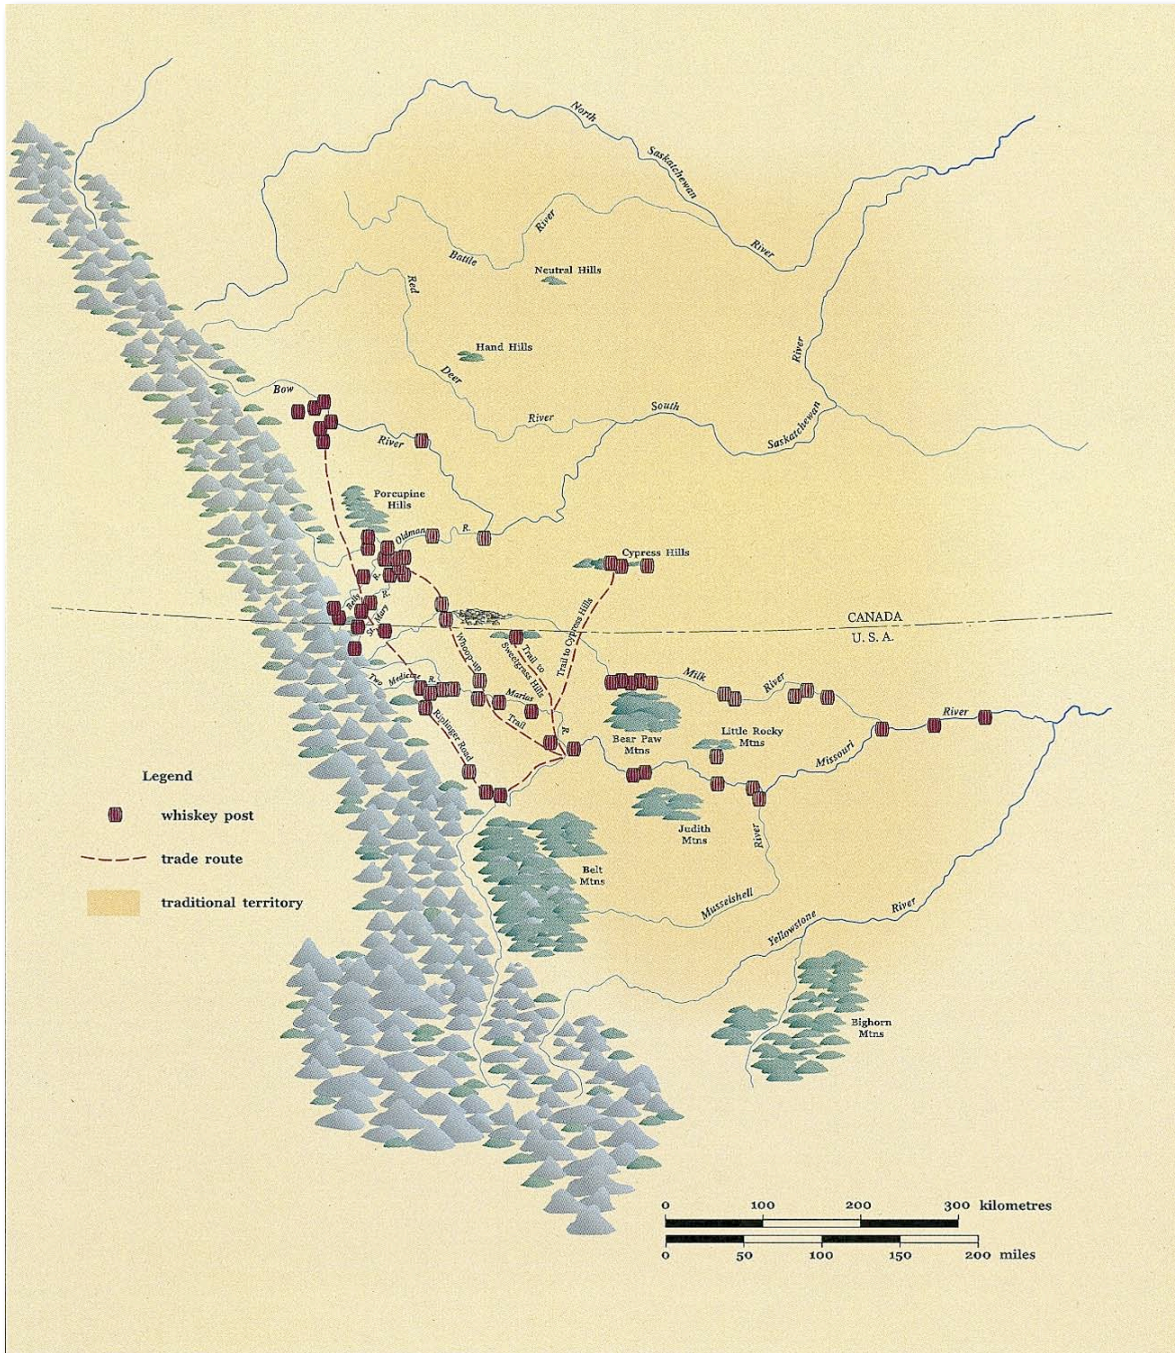 North
Saskatchewan
River
River
Battle
Neutral Hills
Red
Hand Hills
Deer
River
River
Bow
South
Saskatchewan
River
Porcupine
Hills
Oldman R.
Cypress Hills
Belly R.
St. Mary R.
CANADA
U.S.A.
Whoop-up
Trail
Trail to
Sweetgrass Hills
Trail to Cypress Hills
Two Medicine R.
Marias
R.
Milk
River
River
Riplinger Road
Bear Paw
Mtns
Little Rocky
Mtns
Missouri
Legend
whiskey post
trade route
traditional territory
Judith
Mtns
River
Belt
Mtns
Musselshell
Yellowstone
River
Bighorn
Mtns
0 100 200 300 kilometres
0 50 100 150 200 miles